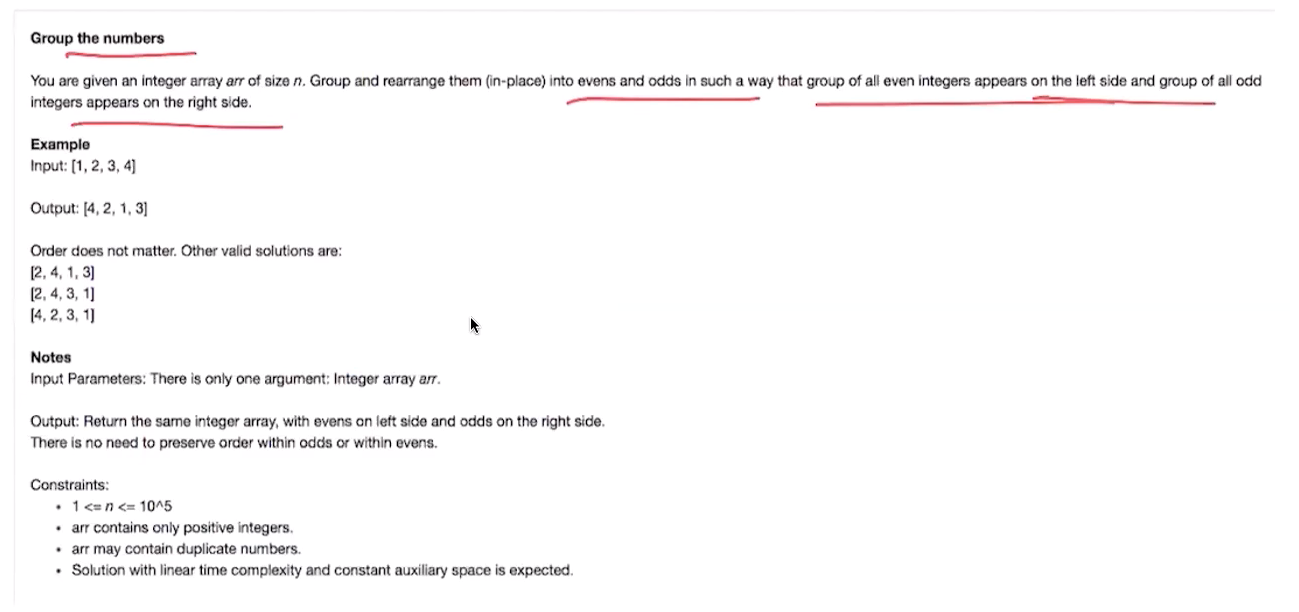 Group the numbers
You are given an integer array arr of size n. Group and rearrange them (in-place) into evens and odds in such a way that group of all even integers appears on the left side and group of all odd
integers appears on the right side.
Example
Input: [1, 2, 3, 4]
Output: [4, 2, 1, 3]
Order does not matter. Other valid solutions are:
[2, 4, 1, 3]
[2, 4, 3, 1]
[4, 2, 3, 1]
Notes
Input Parameters: There is only one argument: Integer array arr.
Output: Return the same integer array, with evens on left side and odds on the right side.
There is no need to preserve order within odds or within evens.
Constraints:
• 1 <= n <= 10^5
• arr contains only positive integers.
• arr may contain duplicate numbers.
• Solution with linear time complexity and constant auxiliary space is expected.